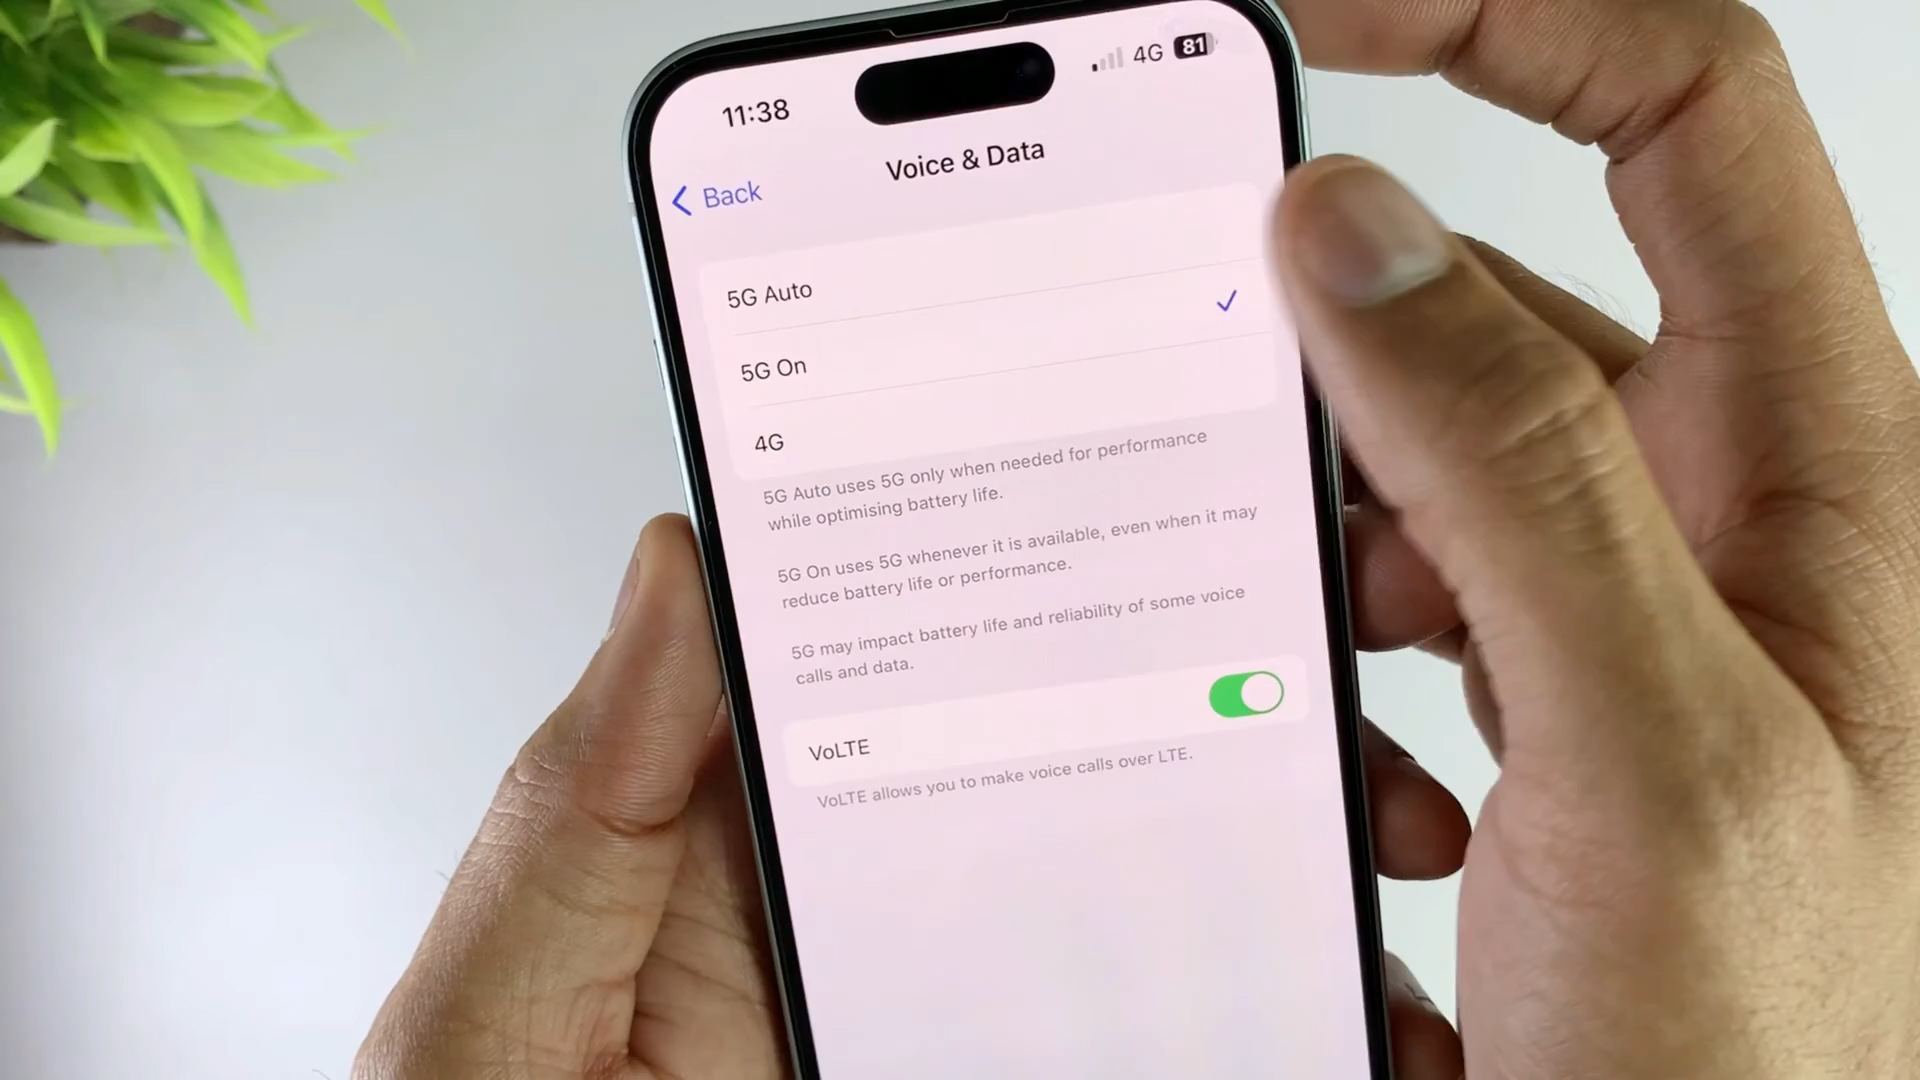 11:38
4G 81
Voice & Data
Back
5G Auto
5G On
4G
5G Auto uses 5G only when needed for performance
while optimising battery life.
5G On uses 5G whenever it is available, even when it may
reduce battery life or performance.
5G may impact battery life and reliability of some voice
calls and data.
VoLTE
VoLTE allows you to make voice calls over LTE.